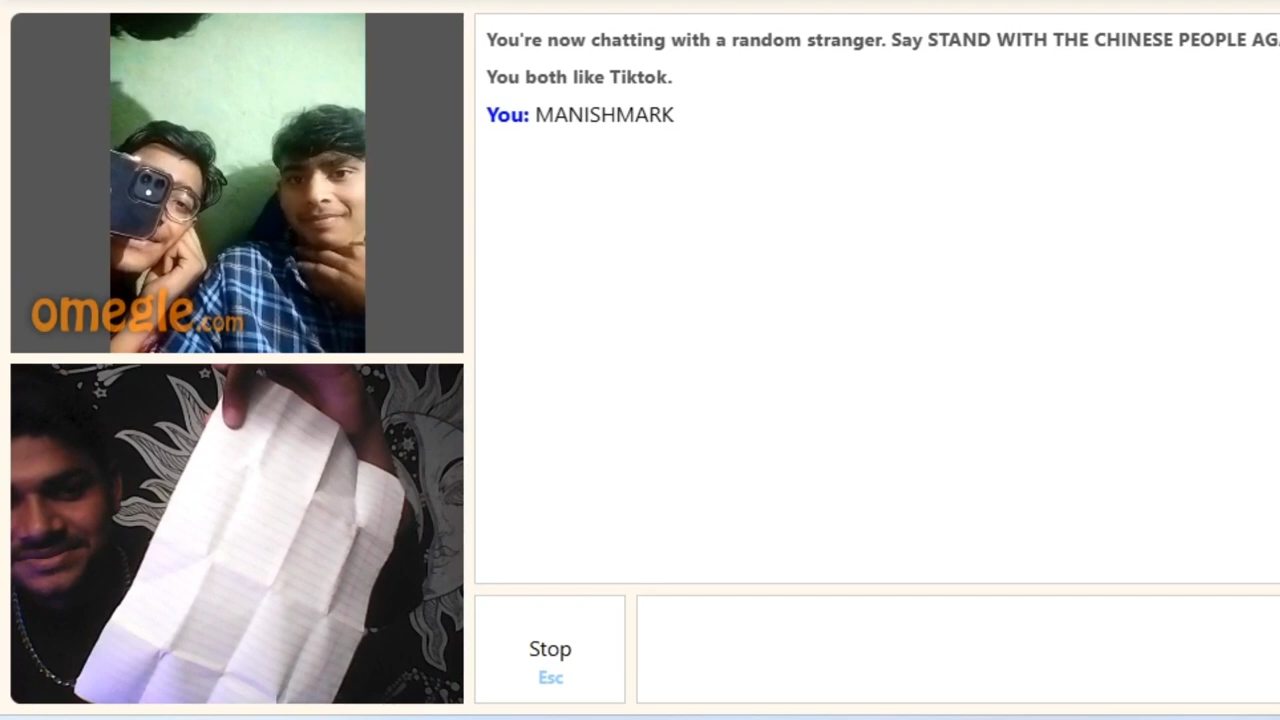 omegle.com
You're now chatting with a random stranger. Say STAND WITH THE CHINESE PEOPLE
You both like Tiktok.
You: MANISHMARK
Stop
Esc